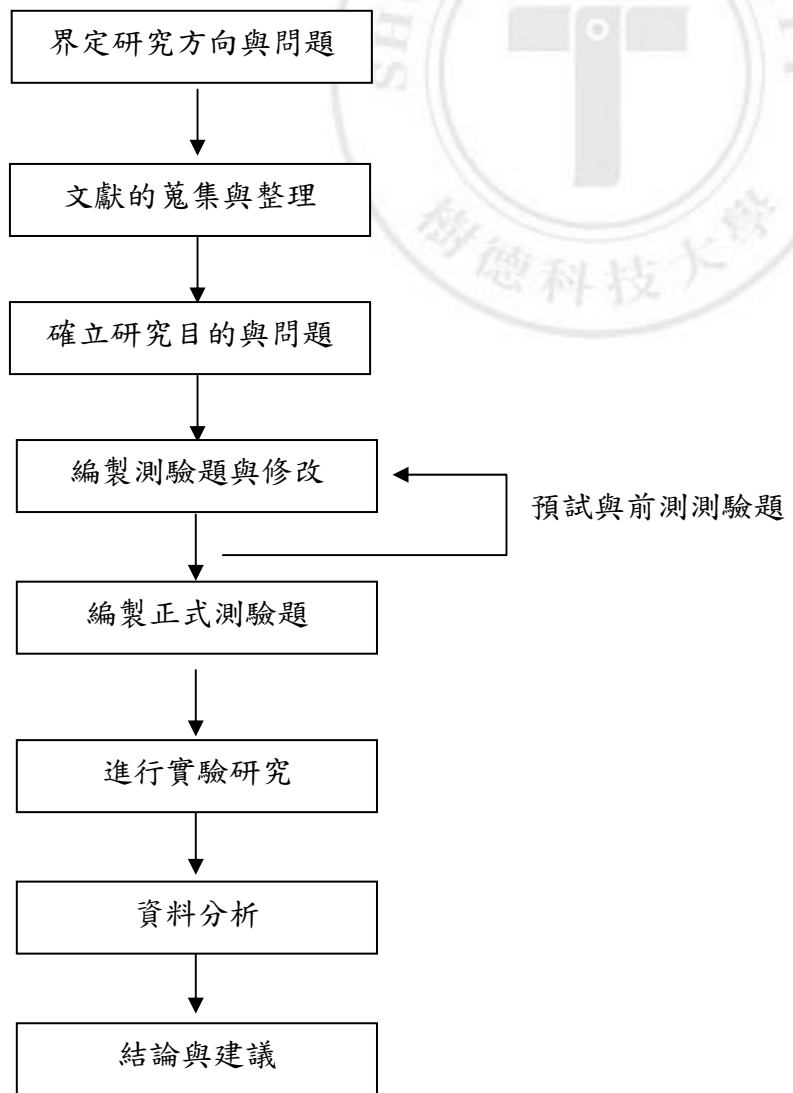 界定研究方向與問題
文獻的蒐集與整理
確立研究目的與問題
編製測驗題與修改
預試與前測測驗題
編製正式測驗題
進行實驗研究
資料分析
結論與建議
樹德科技大學